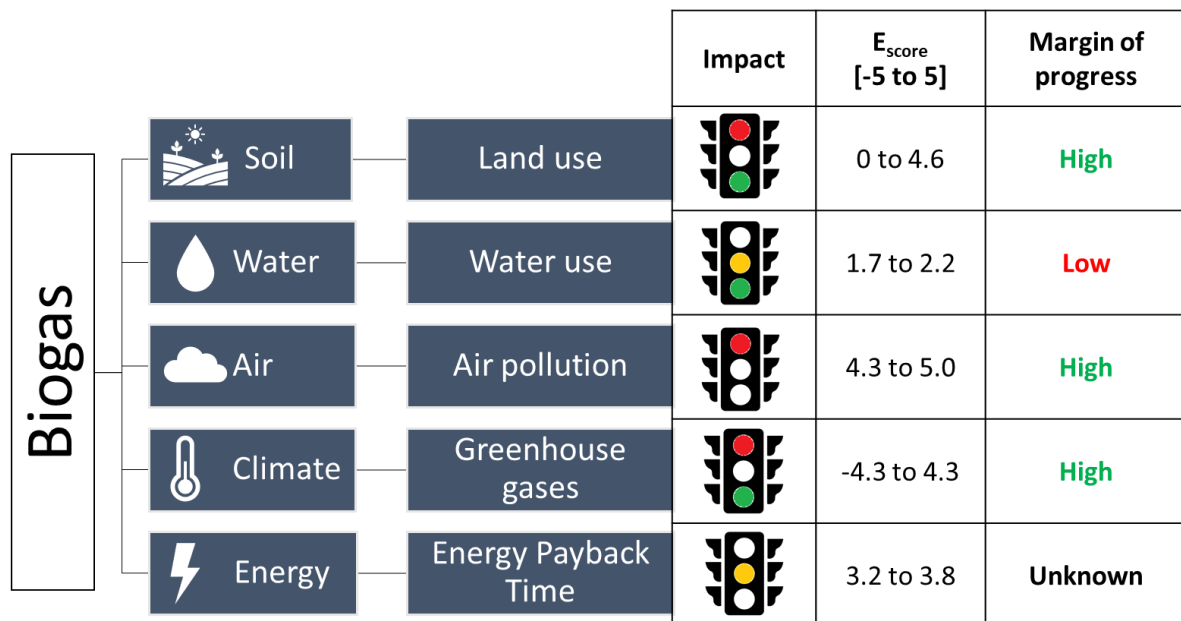 Impact
E_score
[-5 to 5]
Margin of
progress
Biogas
Soil
Land use
0 to 4.6
High
Water
Water use
1.7 to 2.2
Low
Air
Air pollution
4.3 to 5.0
High
Climate
Greenhouse
gases
-4.3 to 4.3
High
Energy
Energy Payback
Time
3.2 to 3.8
Unknown